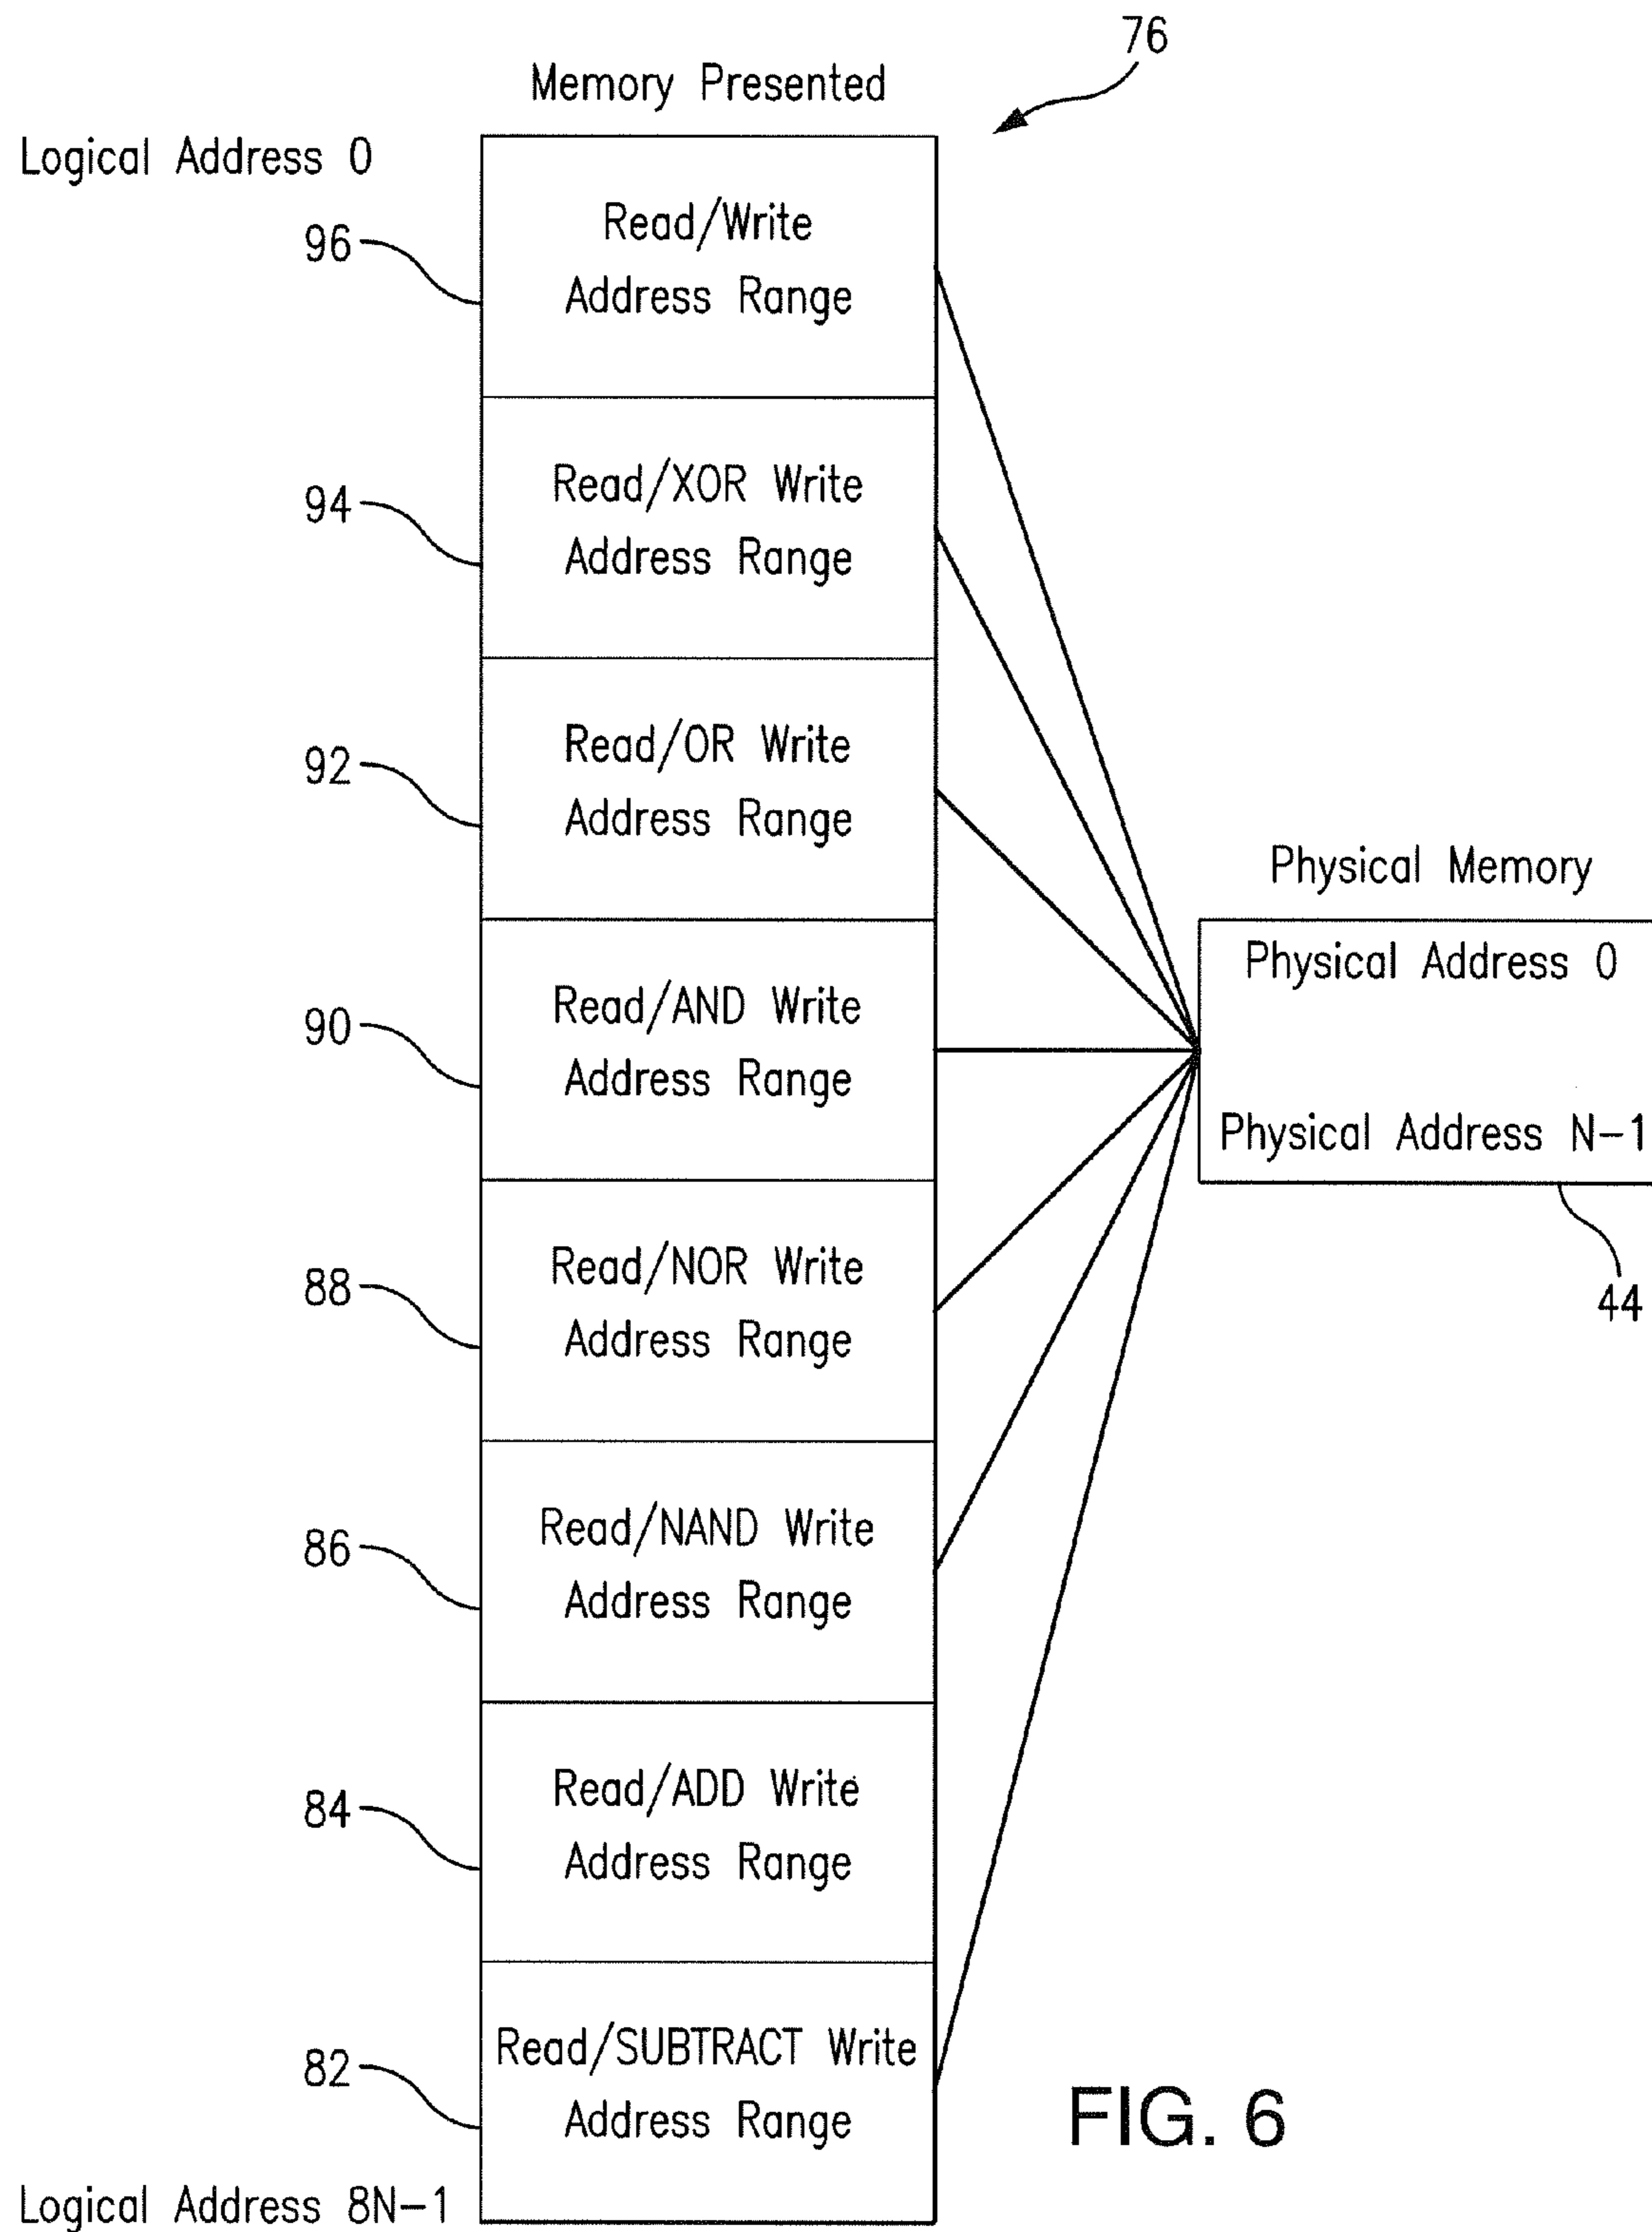 76
Memory Presented
Logical Address 0
96
Read/Write
Address Range
94
Read/XOR Write
Address Range
92
Read/OR Write
Address Range
Physical Memory
Physical Address 0
90
Read/AND Write
Address Range
Physical Address N-1
88
Read/NOR Write
Address Range
44
86
Read/NAND Write
Address Range
84
Read/ADD Write
Address Range
82
Read/SUBTRACT Write
Address Range
FIG. 6
Logical Address 8N-1